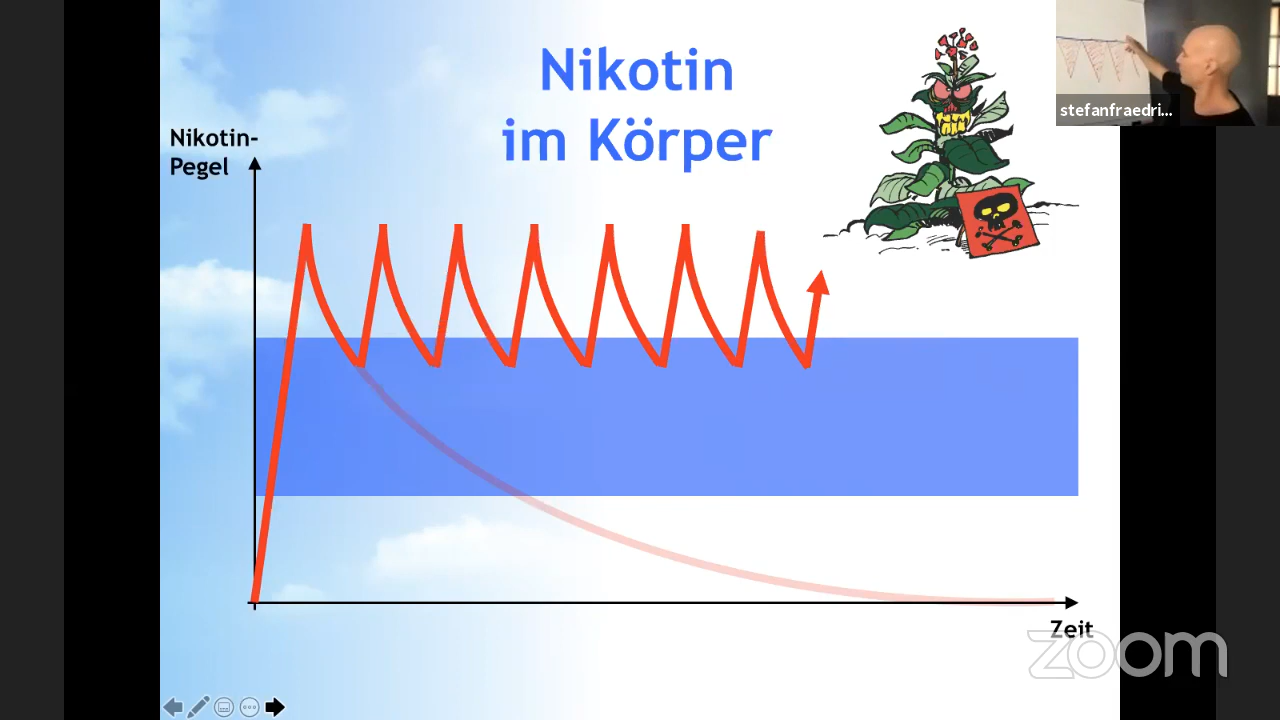 Nikotin
im Körper
Nikotin-
Pegel
stefanfraedri...
Zeit
zoom